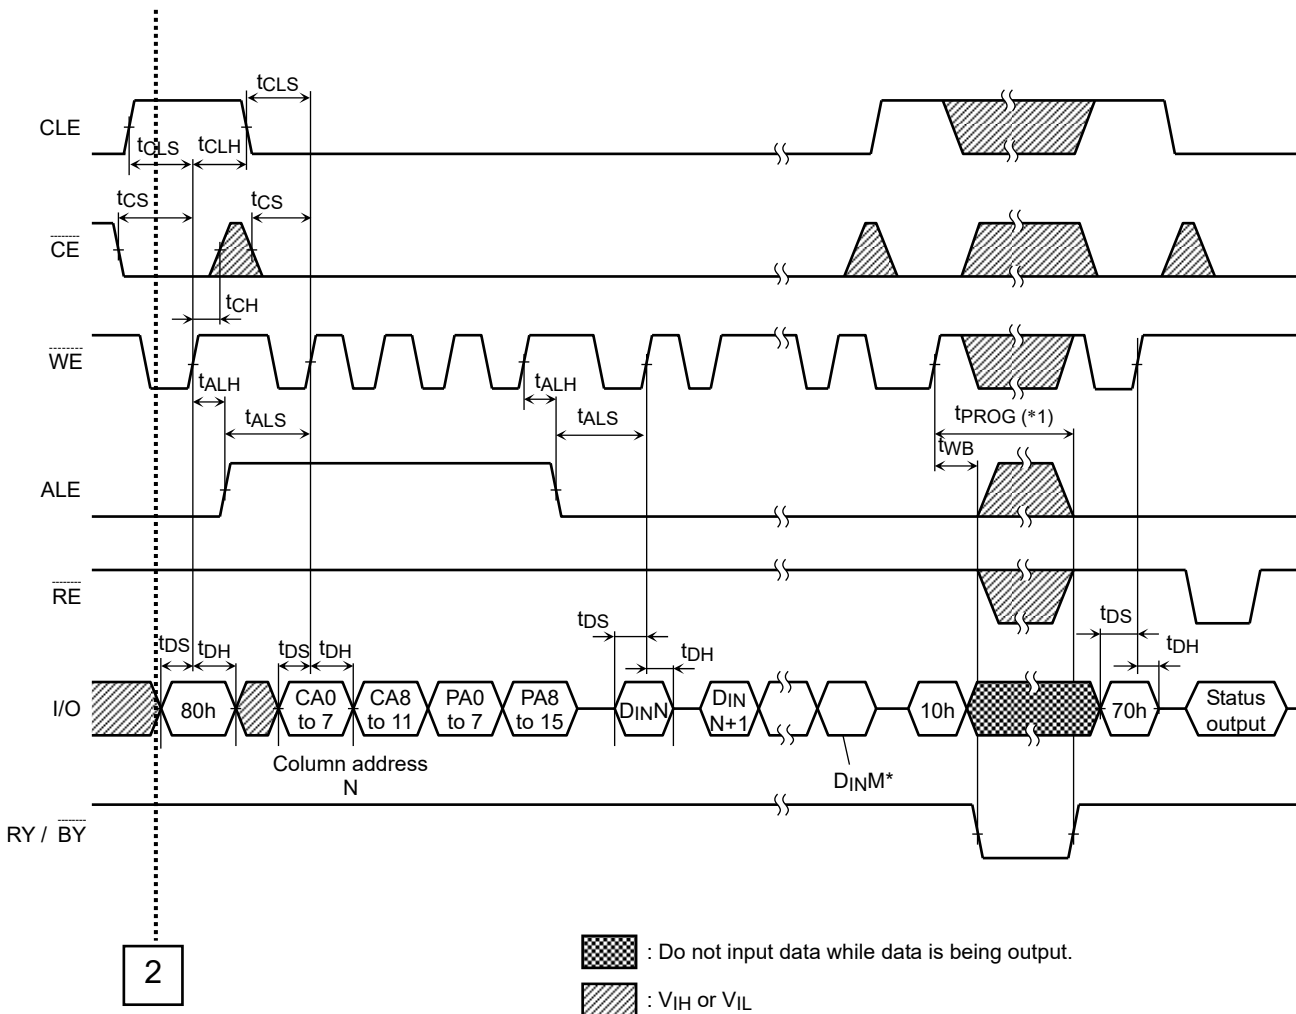 tCLS
CLE
tCLS tCLH
tCS tCS
CE
tCH
WE
tALH tALH
tALS tALS tPROG (*1)
tWB
ALE
RE
tDS tDH tDS tDH tDS tDH tDS tDH
I/O 80h CA0 to 7 CA8 to 11 PA0 to 7 PA8 to 15 DINN DIN N+1 10h 70h Status output
Column address
N
DINM*
RY / BY
2
: Do not input data while data is being output.
: VIH or VIL